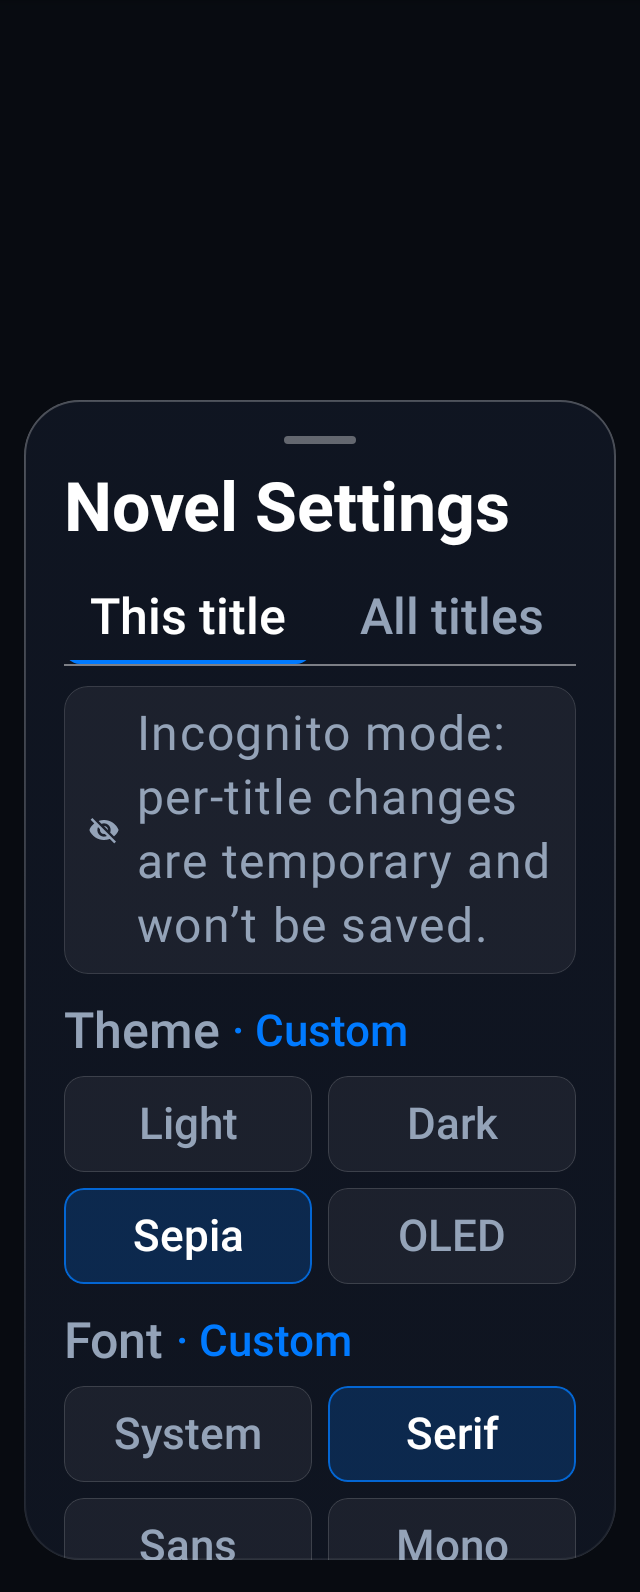 Novel Settings
This title All titles
Incognito mode:
per-title changes
are temporary and
won’t be saved.
Theme · Custom
Light Dark
Sepia OLED
Font · Custom
System Serif
Sans Mono